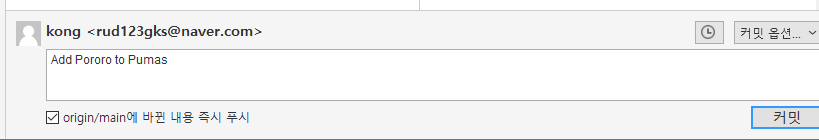 kong <rud123gks@naver.com>
커밋 옵션...
Add Pororo to Pumas
origin/main에 바뀐 내용 즉시 푸시
커밋